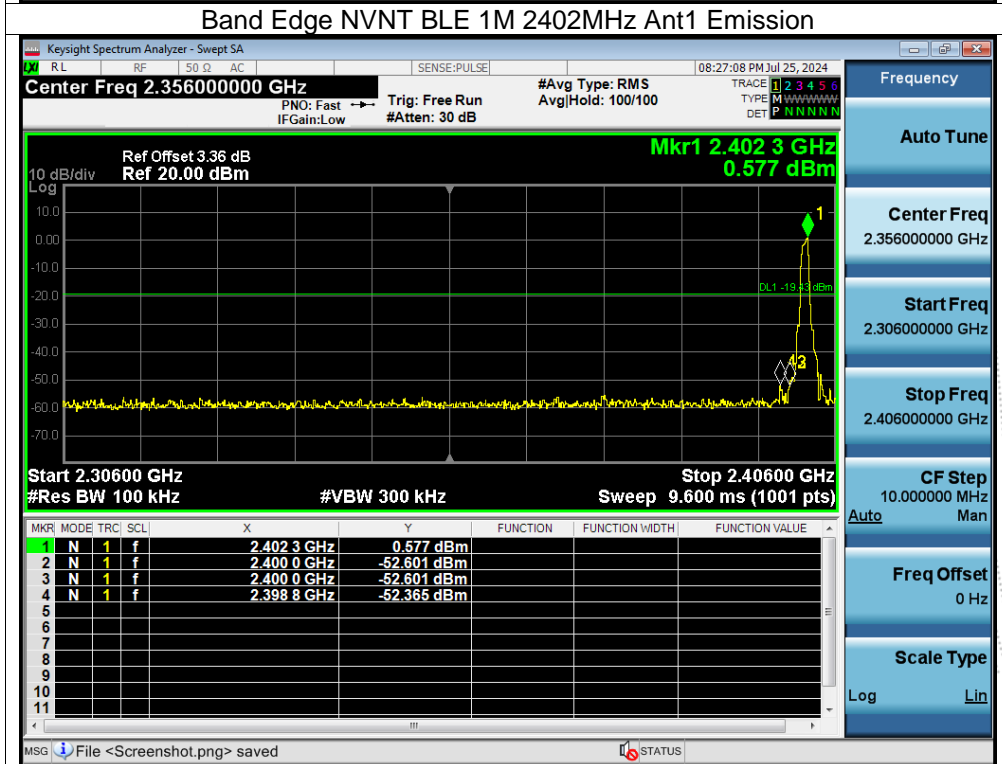 Band Edge NVNT BLE 1M 2402MHz Ant1 Emission
Keysight Spectrum Analyzer - Swept SA
LXI RL RF 50 Ω AC SENSE:PULSE 08:27:08 PM Jul 25, 2024
Center Freq 2.356000000 GHz
PNO: Fast
IFGain:Low
Trig: Free Run
#Atten: 30 dB
#Avg Type: RMS
Avg|Hold: 100/100
TRACE 1 2 3 4 5 6
TYPE M WWWWW
DET P N N N N N
Mkr1 2.402 3 GHz
0.577 dBm
Ref Offset 3.36 dB
Ref 20.00 dBm
10 dB/div
Log
10.0
0.00
-10.0
-20.0
-30.0
-40.0
-50.0
-60.0
-70.0
1
DL1 -19.43 dBm
4 3
Start 2.30600 GHz Stop 2.40600 GHz
#Res BW 100 kHz #VBW 300 kHz Sweep 9.600 ms (1001 pts)
MKR MODE TRC SCL X Y FUNCTION FUNCTION WIDTH FUNCTION VALUE
1 N 1 f 2.402 3 GHz 0.577 dBm
2 N 1 f 2.400 0 GHz -52.601 dBm
3 N 1 f 2.400 0 GHz -52.601 dBm
4 N 1 f 2.398 8 GHz -52.365 dBm
5
6
7
8
9
10
11
MSG File <Screenshot.png> saved STATUS
Frequency
Auto Tune
Center Freq
2.356000000 GHz
Start Freq
2.306000000 GHz
Stop Freq
2.406000000 GHz
CF Step
10.000000 MHz
Auto Man
Freq Offset
0 Hz
Scale Type
Log Lin